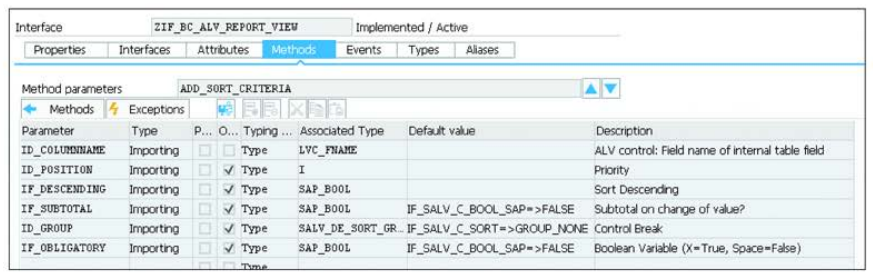 Interface ZIF_BC_ALV_REPORT_VIEW Implemented / Active
Properties Interfaces Attributes Methods Events Types Aliases
Method parameters ADD_SORT_CRITERIA
Methods Exceptions
Parameter Type P... O... Typing ... Associated Type Default value Description
ID_COLUMNNAME Importing Type LVC_FNAME ALV control: Field name of internal table field
ID_POSITION Importing Type I Priority
IF_DESCENDING Importing Type SAP_BOOL Sort Descending
IF_SUBTOTAL Importing Type SAP_BOOL IF_SALV_C_BOOL_SAP=>FALSE Subtotal on change of value?
ID_GROUP Importing Type SALV_DE_SORT_GR... IF_SALV_C_SORT=>GROUP_NONE Control Break
IF_OBLIGATORY Importing Type SAP_BOOL IF_SALV_C_BOOL_SAP=>FALSE Boolean Variable (X=True, Space=False)
Type